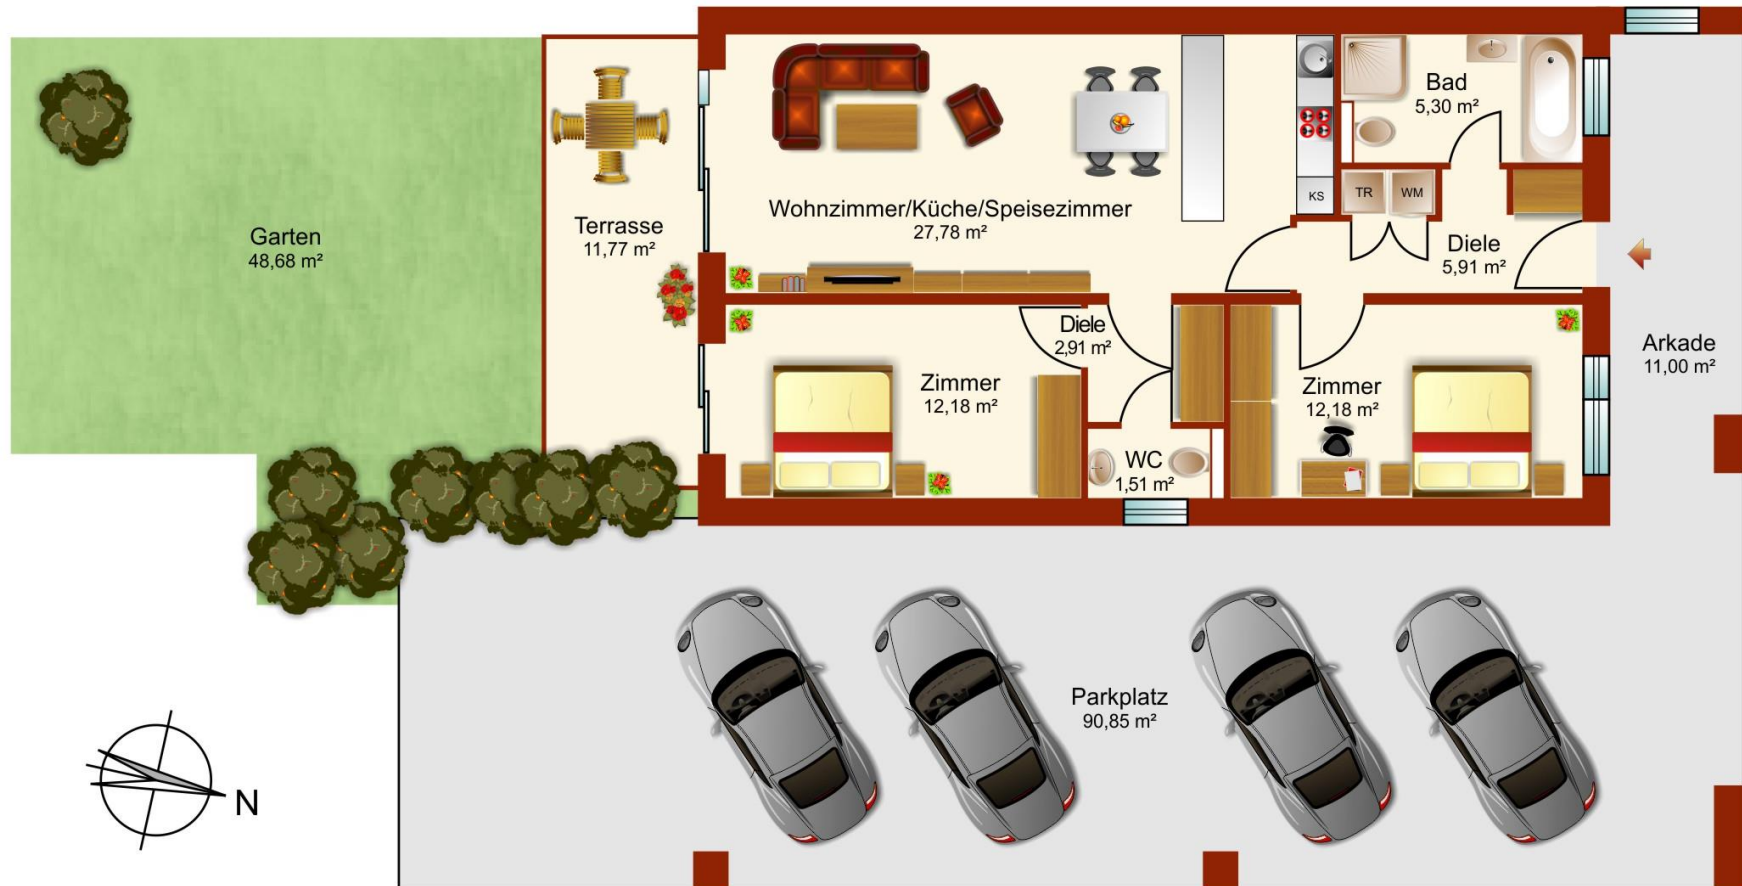 Garten
48,68 m²
Terrasse
11,77 m²
Wohnzimmer/Küche/Speisezimmer
27,78 m²
KS
Bad
5,30 m²
TR
WM
Diele
5,91 m²
Arkade
11,00 m²
Zimmer
12,18 m²
Diele
2,91 m²
WC
1,51 m²
Zimmer
12,18 m²
Parkplatz
90,85 m²
N